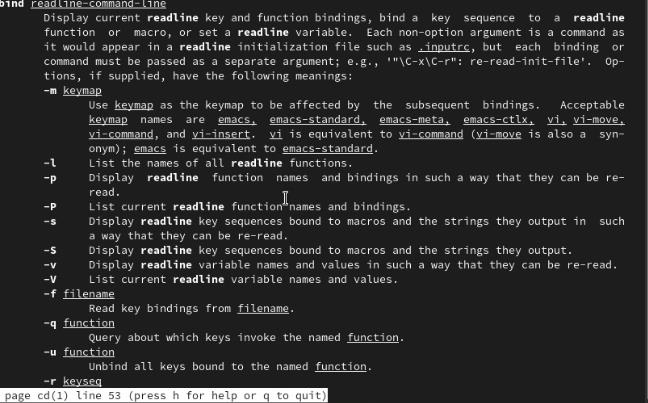 bind readline-command-line
Display current readline key and function bindings, bind a key sequence to a readline
function or macro, or set a readline variable. Each non-option argument is a command as
it would appear in a readline initialization file such as .inputrc, but each binding or
command must be passed as a separate argument; e.g., '"\C-x\C-r": re-read-init-file'. Op-
tions, if supplied, have the following meanings:
-m keymap
Use keymap as the keymap to be affected by the subsequent bindings. Acceptable
keymap names are emacs, emacs-standard, emacs-meta, emacs-ctlx, vi, vi-move,
vi-command, and vi-insert. vi is equivalent to vi-command (vi-move is also a syn-
onym); emacs is equivalent to emacs-standard.
-l List the names of all readline functions.
-p Display readline function names and bindings in such a way that they can be re-
read.
-P List current readline function names and bindings.
-s Display readline key sequences bound to macros and the strings they output in such
a way that they can be re-read.
-S Display readline key sequences bound to macros and the strings they output.
-v Display readline variable names and values in such a way that they can be re-read.
-V List current readline variable names and values.
-f filename
Read key bindings from filename.
-q function
Query about which keys invoke the named function.
-u function
Unbind all keys bound to the named function.
-r keyseq
page cd(1) line 53 (press h for help or q to quit)